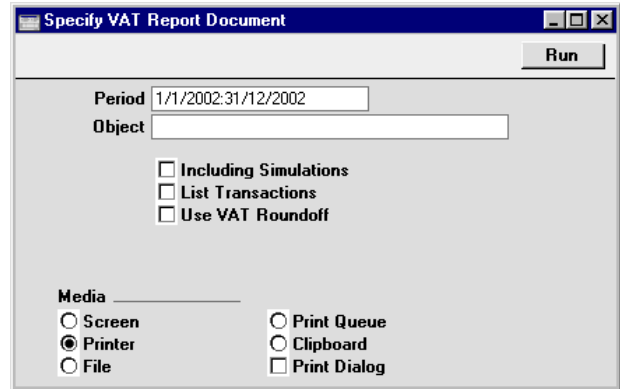 Specify VAT Report Document
Run
Period 1/1/2002:31/12/2002
Object
Including Simulations
List Transactions
Use VAT Roundoff
Media
Screen Print Queue
Printer Clipboard
File Print Dialog